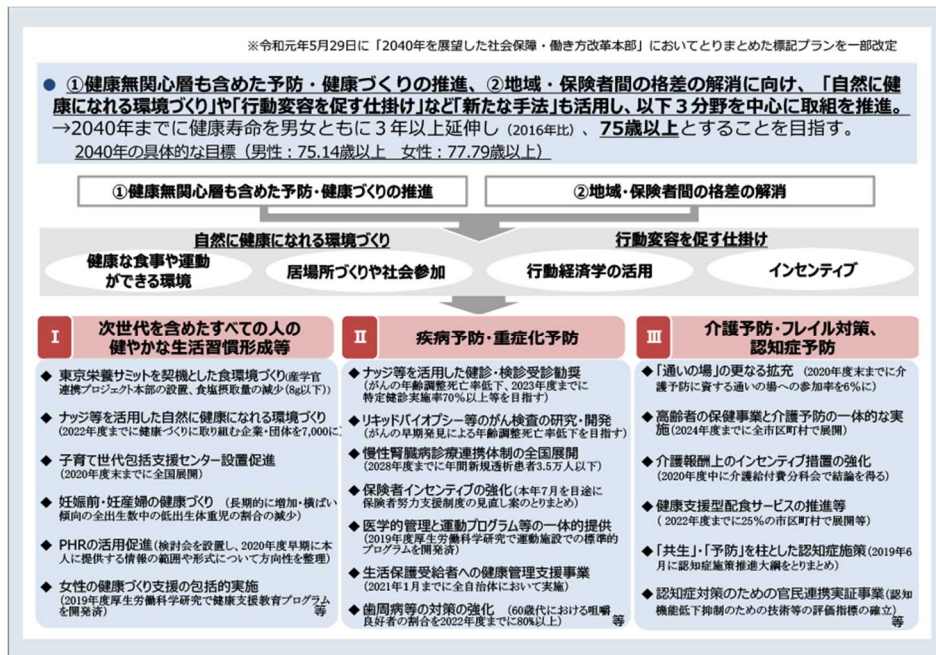 ※令和元年5月29日に「2040年を展望した社会保障・働き方改革本部」においてとりまとめた標記プランを一部改定
● ①健康無関心層も含めた予防・健康づくりの推進、②地域・保険者間の格差の解消に向け、「自然に健
康になれる環境づくり」や「行動変容を促す仕掛け」など「新たな手法」も活用し、以下3分野を中心に取組を推進。
→2040年までに健康寿命を男女ともに3年以上延伸し（2016年比）、75歳以上とすることを目指す。
2040年の具体的な目標（男性：75.14歳以上　女性：77.79歳以上）
①健康無関心層も含めた予防・健康づくりの推進
②地域・保険者間の格差の解消
自然に健康になれる環境づくり
行動変容を促す仕掛け
健康な食事や運動
ができる環境
居場所づくりや社会参加
行動経済学の活用
インセンティブ
Ⅰ
次世代を含めたすべての人の
健やかな生活習慣形成等
◆ 東京栄養サミットを契機とした食環境づくり(産学官
連携プロジェクト本部の設置、食塩摂取量の減少(8g以下))
◆ ナッジ等を活用した自然に健康になれる環境づくり
(2022年度までに健康づくりに取り組む企業・団体を7,000に)
◆ 子育て世代包括支援センター設置促進
(2020年度末までに全国展開)
◆ 妊娠前・妊産婦の健康づくり （長期的に増加・横ばい
傾向の全出生数中の低出生体重児の割合の減少）
◆ PHRの活用促進（検討会を設置し、2020年度早期に本
人に提供する情報の範囲や形式について方向性を整理）
◆ 女性の健康づくり支援の包括的実施
(2019年度厚生労働科学研究で健康支援教育プログラム
を開発済)
等
Ⅱ
疾病予防・重症化予防
◆ ナッジ等を活用した健診・検診受診勧奨
（がんの年齢調整死亡率低下、2023年度までに
特定健診実施率70%以上等を目指す）
◆ リキッドバイオプシー等のがん検査の研究・開発
（がんの早期発見による年齢調整死亡率低下を目指す）
◆ 慢性腎臓病診療連携体制の全国展開
(2028年度までに年間新規透析患者3.5万人以下)
◆ 保険者インセンティブの強化（本年7月を目途に
保険者努力支援制度の見直し案のとりまとめ）
◆ 医学的管理と運動プログラム等の一体的提供
(2019年度厚生労働科学研究で運動施設での標準的
プログラムを開発済)
◆ 生活保護受給者への健康管理支援事業
(2021年1月までに全自治体において実施)
◆ 歯周病等の対策の強化 （60歳代における咀嚼
良好者の割合を2022年度までに80%以上）
等
Ⅲ
介護予防・フレイル対策、
認知症予防
◆ 「通いの場」の更なる拡充 （2020年度末までに介
護予防に資する通いの場への参加率を6%に）
◆ 高齢者の保健事業と介護予防の一体的な実
施（2024年度までに全市区町村で展開）
◆ 介護報酬上のインセンティブ措置の強化
(2020年度中に介護給付費分科会で結論を得る)
◆ 健康支援型配食サービスの推進等
（ 2022年度までに25%の市区町村で展開等）
◆ 「共生」・「予防」を柱とした認知症施策(2019年6
月に認知症施策推進大綱をとりまとめ)
◆ 認知症対策のための官民連携実証事業(認知
機能低下抑制のための技術等の評価指標の確立)
等